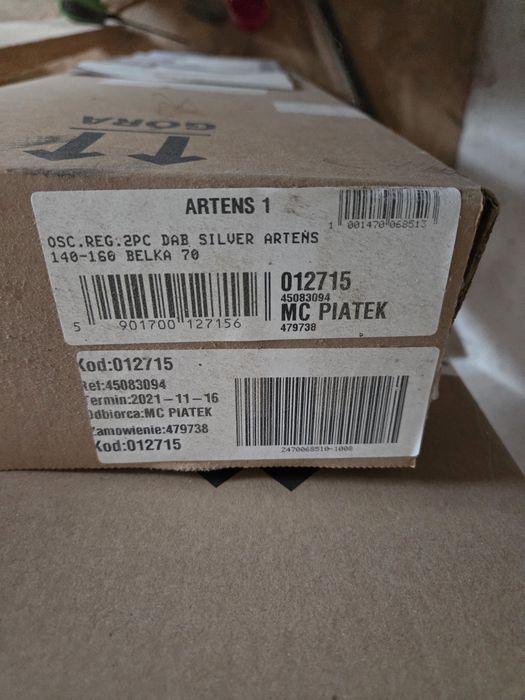 GÓRA
ARTENS 1
1 001470 068513
OSC.REG.2PC DAB SILVER ARTENS
140-160 BELKA 70
012715
45083094
MC PIATEK
479738
5 901700 127156
Kod:012715
Ref:45083094
Termin:2021-11-16
Odbiorca:MC PIATEK
Zamowienie:479738
Kod:012715
2470068510-1008